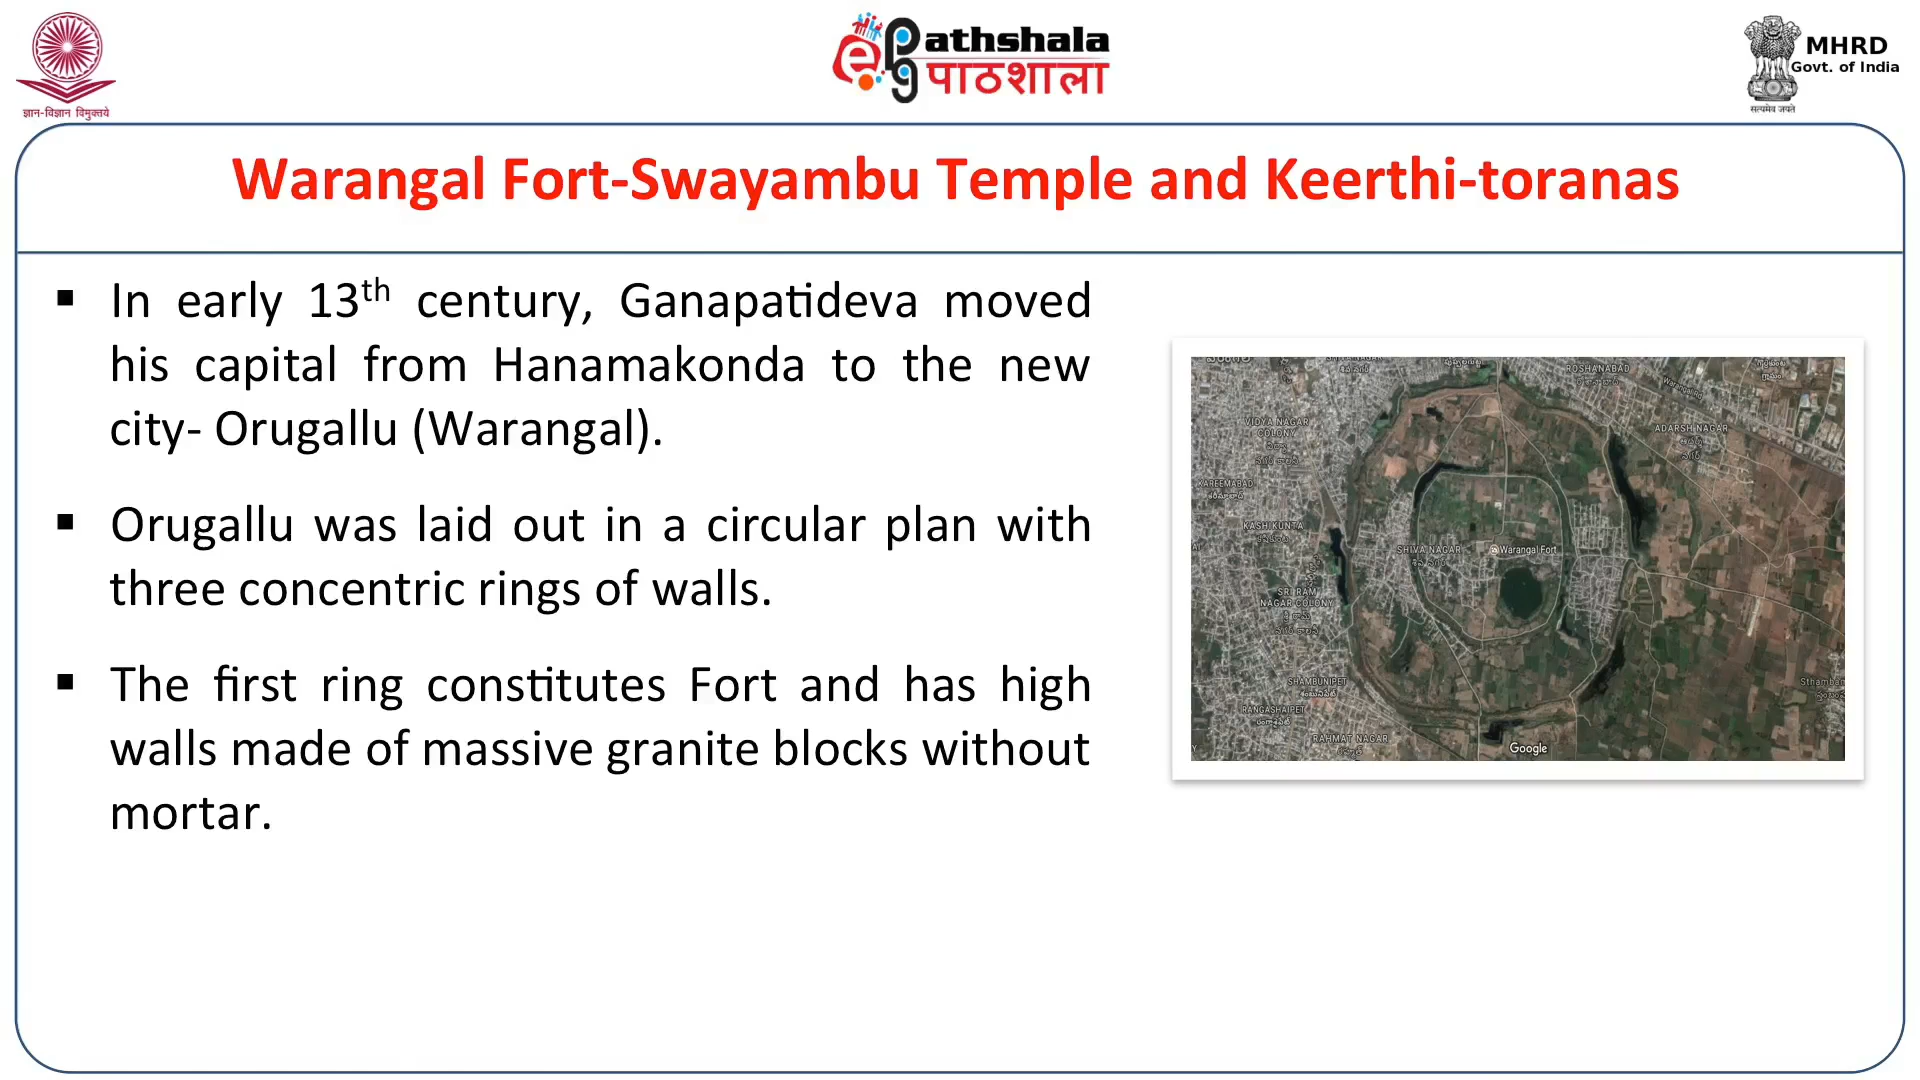 ज्ञान-विज्ञान विमुक्तये
ePG Pathshala
पाठशाला
MHRD
Govt. of India
सत्यमेव जयते
Warangal Fort-Swayambu Temple and Keerthi-toranas
▪ In early 13th century, Ganapatideva moved
his capital from Hanamakonda to the new
city- Orugallu (Warangal).
▪ Orugallu was laid out in a circular plan with
three concentric rings of walls.
▪ The first ring constitutes Fort and has high
walls made of massive granite blocks without
mortar.
ROSHANABAD
VIDYA NAGAR
COLONY
ADARSH NAGAR
KAREEMABAD
KASHIKUNTA
SHIVA NAGAR
Warangal Fort
SRI RAM
NAGAR COLONY
SHAMBUNIPET
RANGASHAIPET
RAHMAT NAGAR
Google